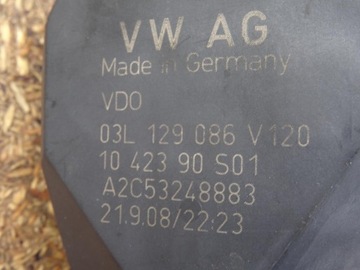 VW AG
Made in Germany
VDO
03L 129 086 V120
10 423 90 S01
A2C53248883
21.9.08/22:23